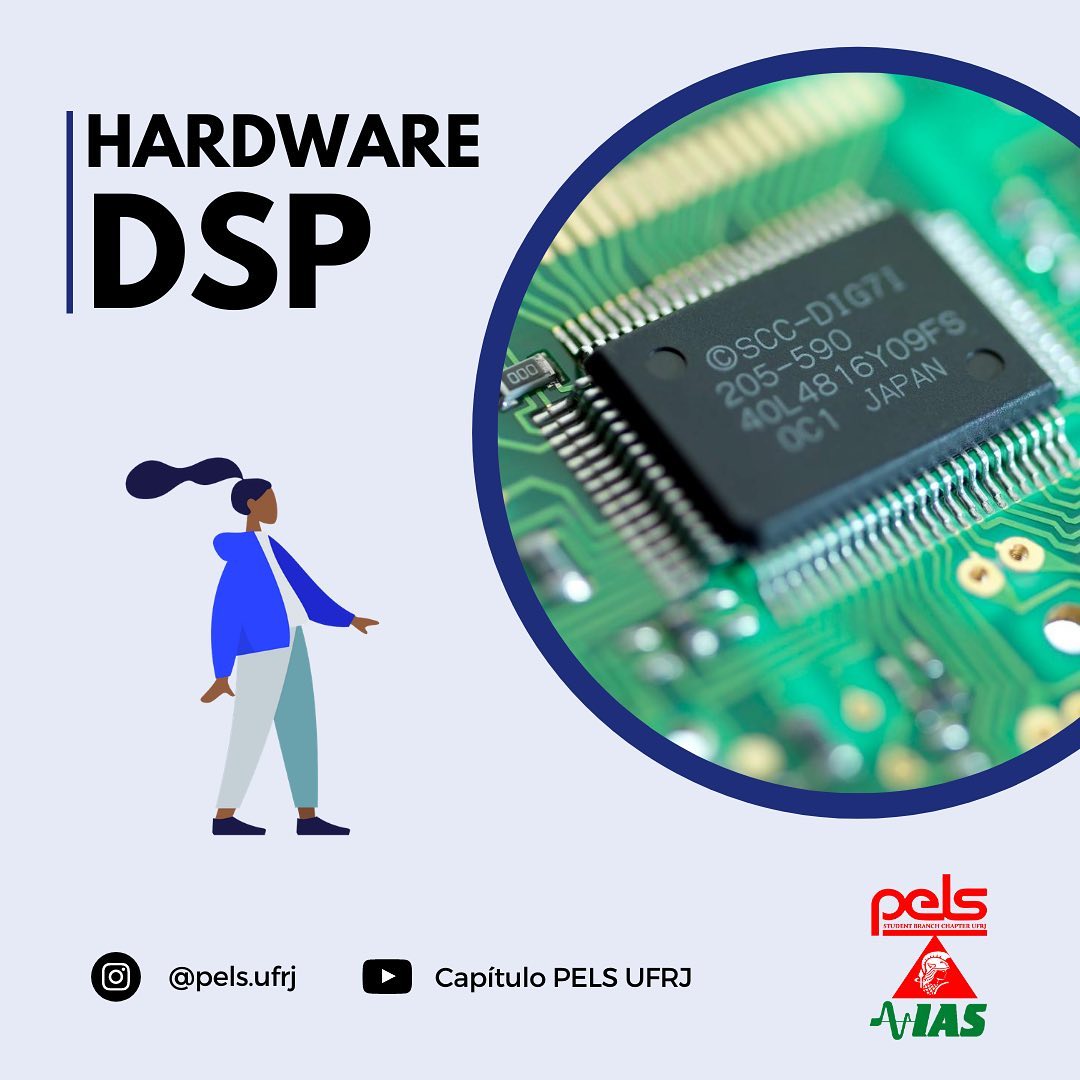 HARDWARE
DSP
000
©SCC-DIG7I
205-590
40L4816Y09FS
0C1 JAPAN
@pels.ufrj
Capítulo PELS UFRJ
pels
STUDENT BRANCH CHAPTER UFRJ
IAS